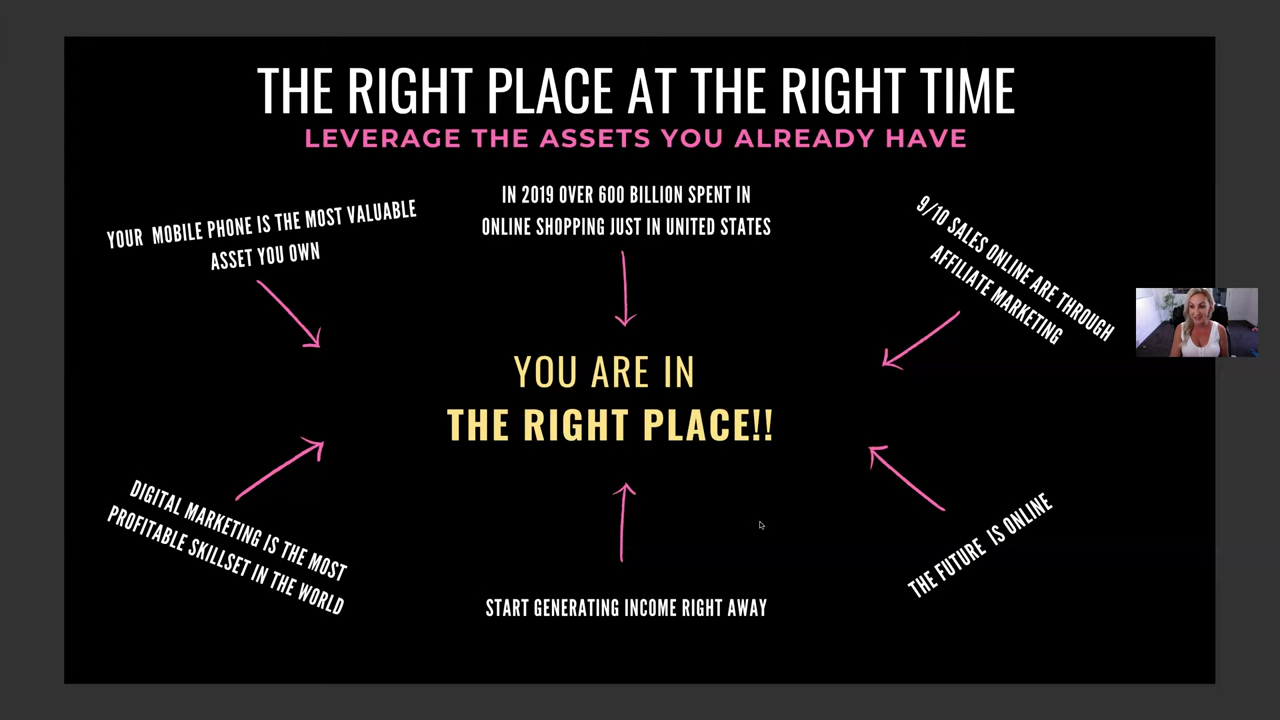 THE RIGHT PLACE AT THE RIGHT TIME
LEVERAGE THE ASSETS YOU ALREADY HAVE
YOUR MOBILE PHONE IS THE MOST VALUABLE
ASSET YOU OWN
IN 2019 OVER 600 BILLION SPENT IN
ONLINE SHOPPING JUST IN UNITED STATES
9/10 SALES ONLINE ARE THROUGH
AFFILIATE MARKETING
YOU ARE IN
THE RIGHT PLACE!!
DIGITAL MARKETING IS THE MOST
PROFITABLE SKILLSET IN THE WORLD
START GENERATING INCOME RIGHT AWAY
THE FUTURE IS ONLINE